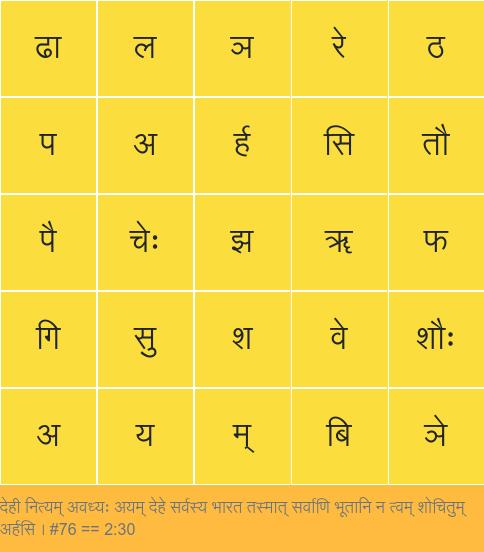 ढा ल ञ रे ठ
प अ र्ह सि तौ
पै चेः झ ॠ फ
गि सु श वे शौः
अ य म् बि ञे
देही नित्यम् अवध्यः अयम् देहे सर्वस्य भारत तस्मात् सर्वाणि भूतानि न त्वम् शोचितुम्
अर्हसि । #76 == 2:30